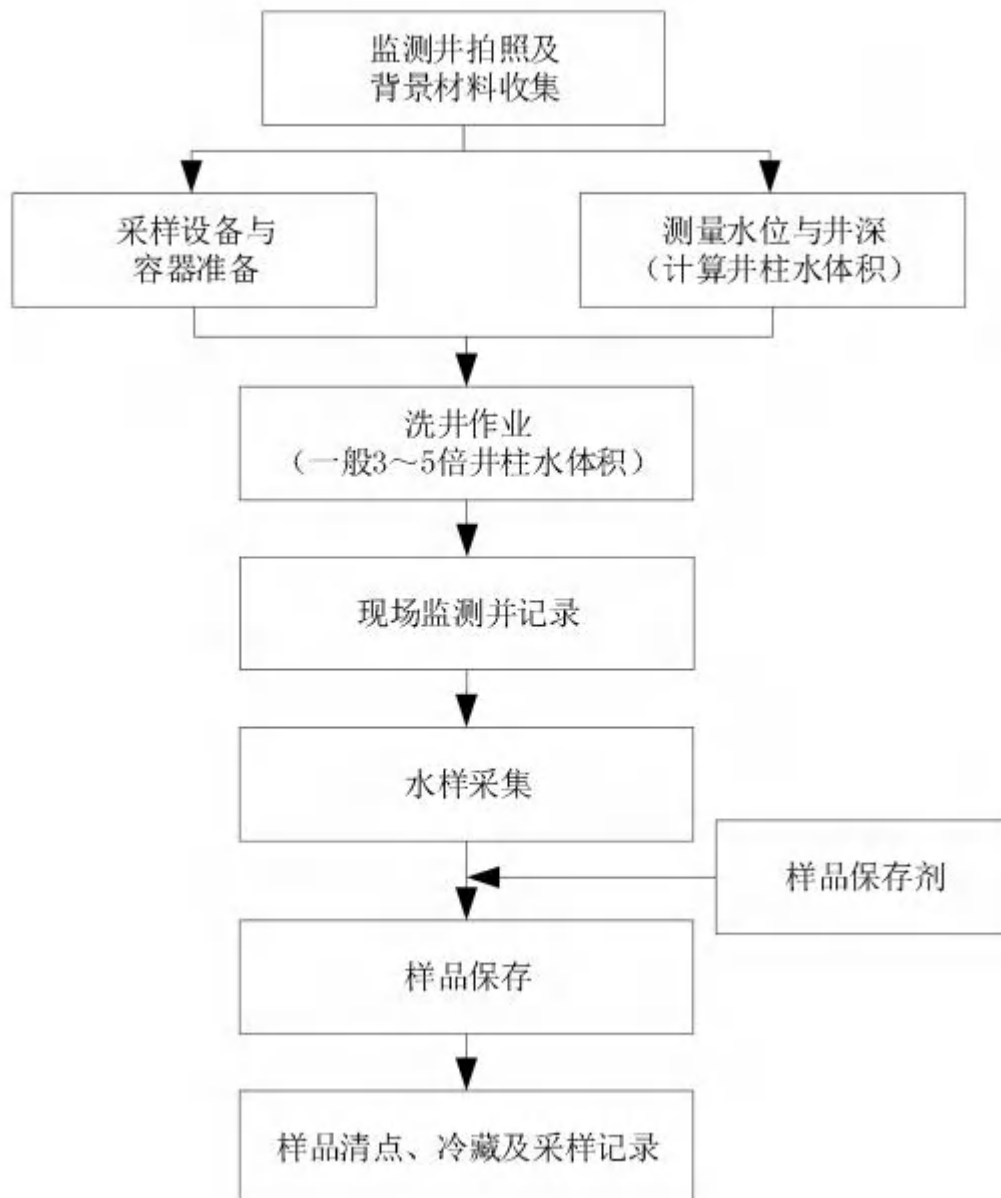 监测井拍照及
背景材料收集
采样设备与
容器准备
测量水位与井深
（计算井柱水体积）
洗井作业
（一般3～5倍井柱水体积）
现场监测并记录
水样采集
样品保存剂
样品保存
样品清点、冷藏及采样记录